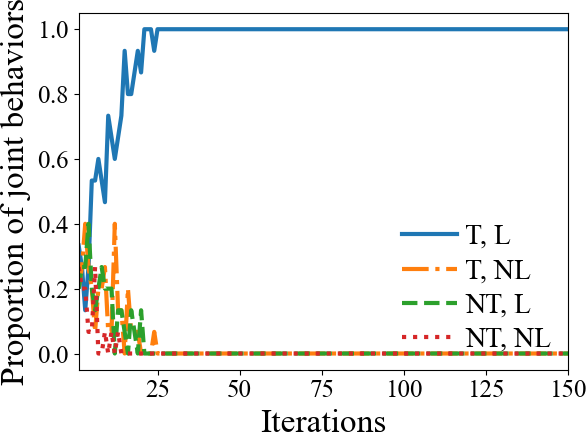 Proportion of joint behaviors
1.0
0.8
0.6
0.4
0.2
0.0
T, L
T, NL
NT, L
NT, NL
25 50 75 100 125 150
Iterations